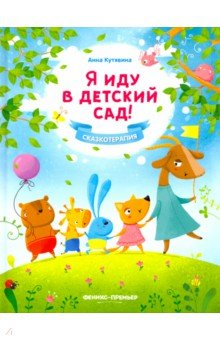 Анна Кутявина
Я ИДУ
В ДЕТСКИЙ
САД!
СКАЗКОТЕРАПИЯ
ФЕНИКС-ПРЕМЬЕР